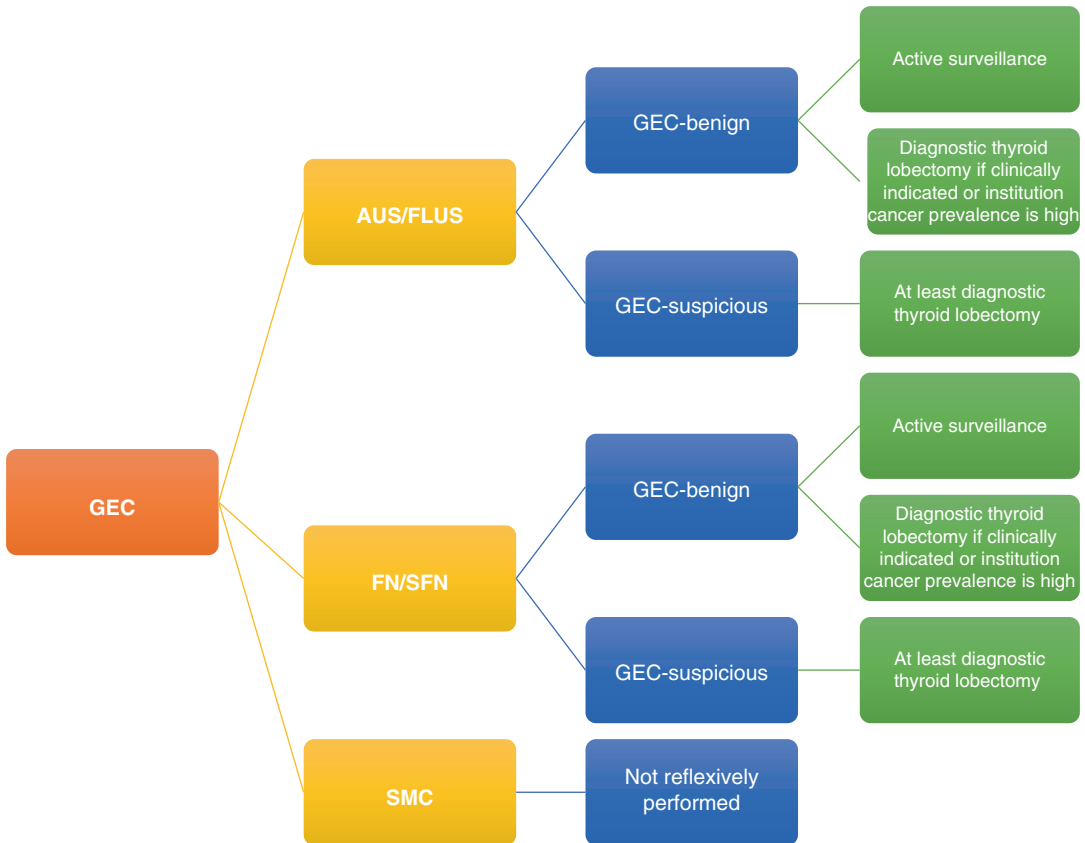 GEC
AUS/FLUS
GEC-benign
Active surveillance
Diagnostic thyroid
lobectomy if clinically
indicated or institution
cancer prevalence is high
GEC-suspicious
At least diagnostic
thyroid lobectomy
FN/SFN
GEC-benign
Active surveillance
Diagnostic thyroid
lobectomy if clinically
indicated or institution
cancer prevalence is high
GEC-suspicious
At least diagnostic
thyroid lobectomy
SMC
Not reflexively
performed